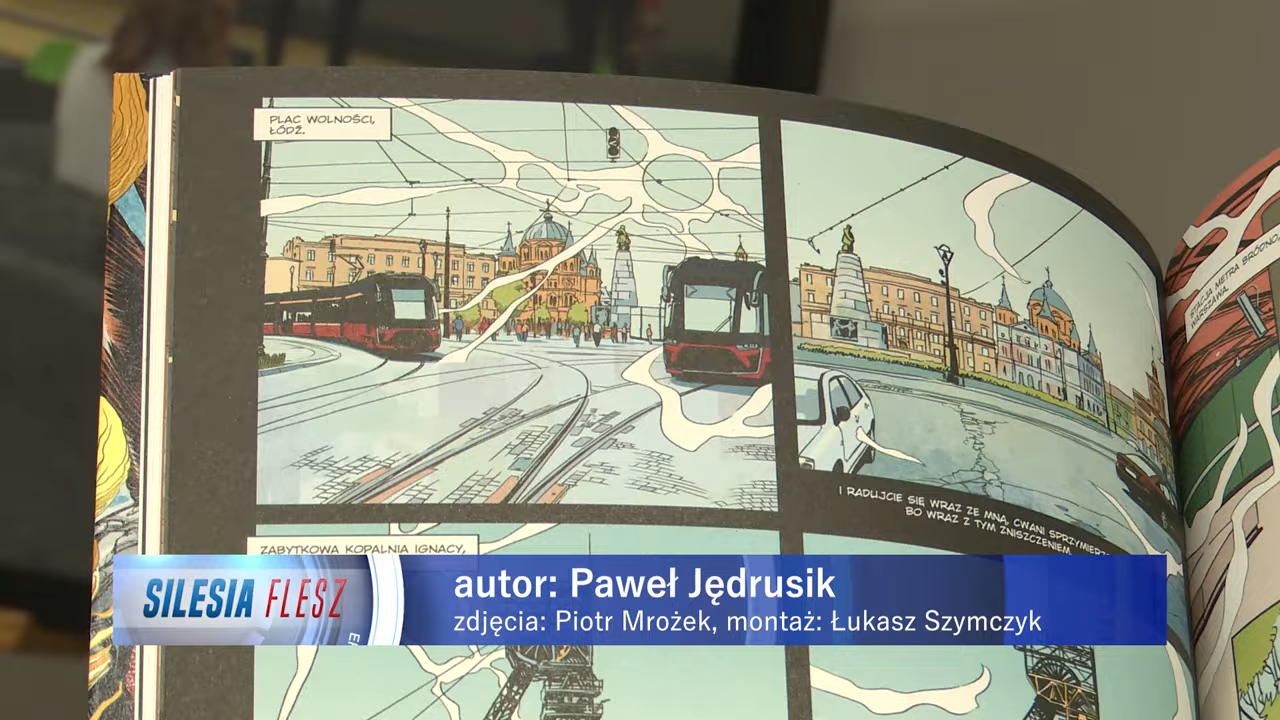 PLAC WOLNOŚCI,
ŁÓDŹ.
STACJA METRA BRÓDNO,
WARSZAWA.
I RADUJCIE SIĘ WRAZ ZE MNĄ, CWANI
BO WRAZ Z TYM ZNISZCZENIEM
ZABYTKOWA KOPALNIA IGNACY,
SILESIA FLESZ
autor: Paweł Jędrusik
zdjęcia: Piotr Mrożek, montaż: Łukasz Szymczyk